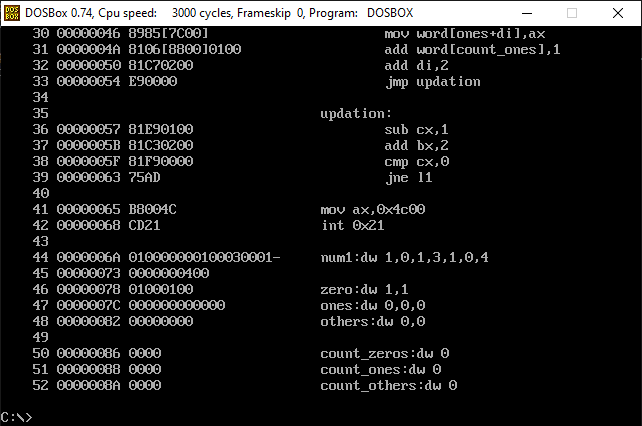 DOSBox 0.74, Cpu speed:    3000 cycles, Frameskip  0, Program:   DOSBOX
30 00000046 8985[7C00]                      mov word[ones+di],ax
31 0000004A 8106[8800]0100                  add word[count_ones],1
32 00000050 81C70200                        add di,2
33 00000054 E90000                          jmp updation
34
35                                  updation:
36 00000057 81E90100                        sub cx,1
37 0000005B 81C30200                        add bx,2
38 0000005F 81F90000                        cmp cx,0
39 00000063 75AD                            jne l1
40
41 00000065 B8004C                  mov ax,0x4c00
42 00000068 CD21                    int 0x21
43
44 0000006A 010000000100030001-     num1:dw 1,0,1,3,1,0,4
45 00000073 0000000400
46 00000078 01000100                zero:dw 1,1
47 0000007C 000000000000            ones:dw 0,0,0
48 00000082 00000000                others:dw 0,0
49
50 00000086 0000                    count_zeros:dw 0
51 00000088 0000                    count_ones:dw 0
52 0000008A 0000                    count_others:dw 0
C:\>